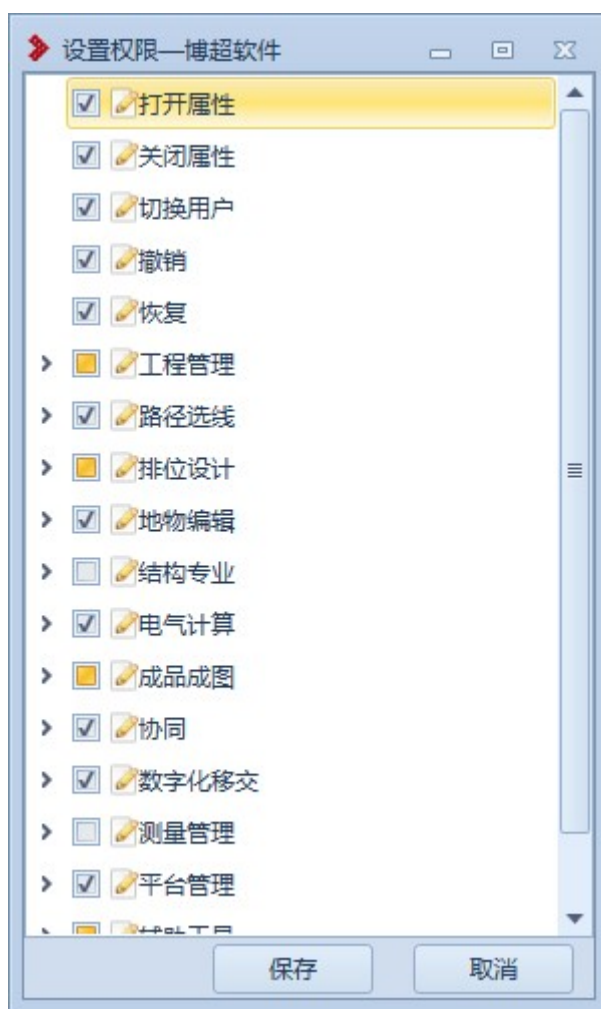 设置权限—博超软件
打开属性
关闭属性
切换用户
撤销
恢复
工程管理
路径选线
排位设计
地物编辑
结构专业
电气计算
成品成图
协同
数字化移交
测量管理
平台管理
保存
取消